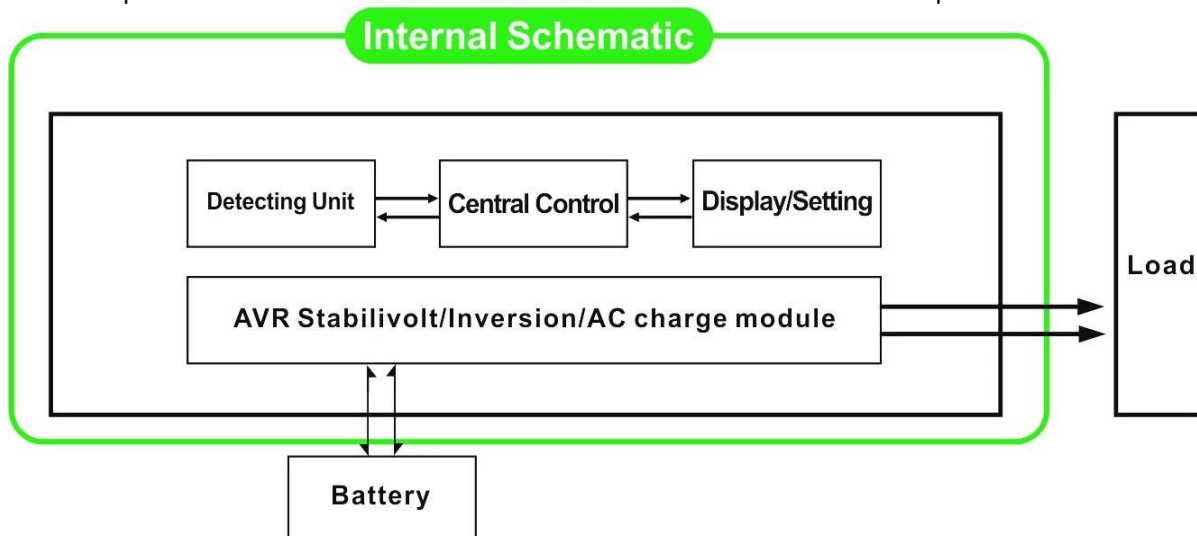 Internal Schematic
Detecting Unit
Central Control
Display/Setting
AVR Stabilivolt/Inversion/AC charge module
Load
Battery